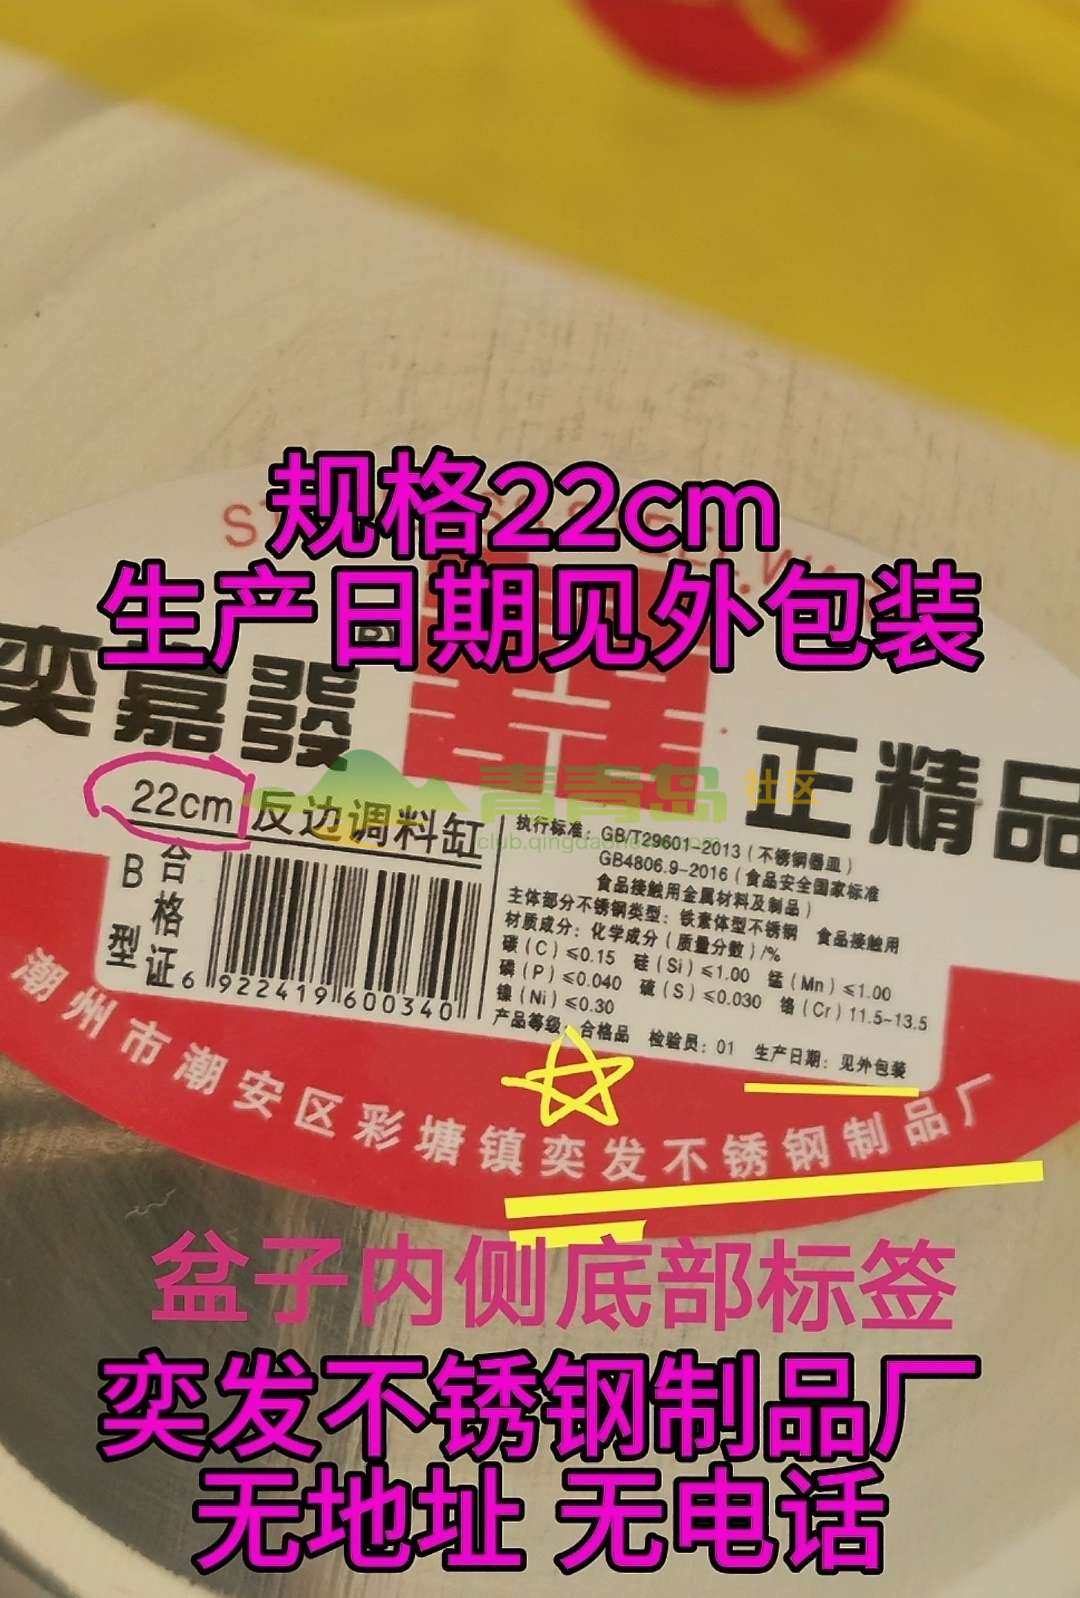 规格22cm
生产日期见外包装
奕嘉發
正精品
22cm 反边调料缸
B型
合格证
6 922419 600340
执行标准：GB/T29601-2013（不锈钢器皿）
GB4806.9-2016（食品安全国家标准
食品接触用金属材料及制品）
主体部分不锈钢类型：铁素体型不锈钢 食品接触用
材质成分：化学成分（质量分数）/%
碳（C）≤0.15 硅（Si）≤1.00 锰（Mn）≤1.00
磷（P）≤0.040 硫（S）≤0.030 铬（Cr）11.5-13.5
镍（Ni）≤0.30
产品等级：合格品 检验员：01 生产日期：见外包装
潮州市潮安区彩塘镇奕发不锈钢制品厂
青青岛 社区
盆子内侧底部标签
奕发不锈钢制品厂
无地址 无电话